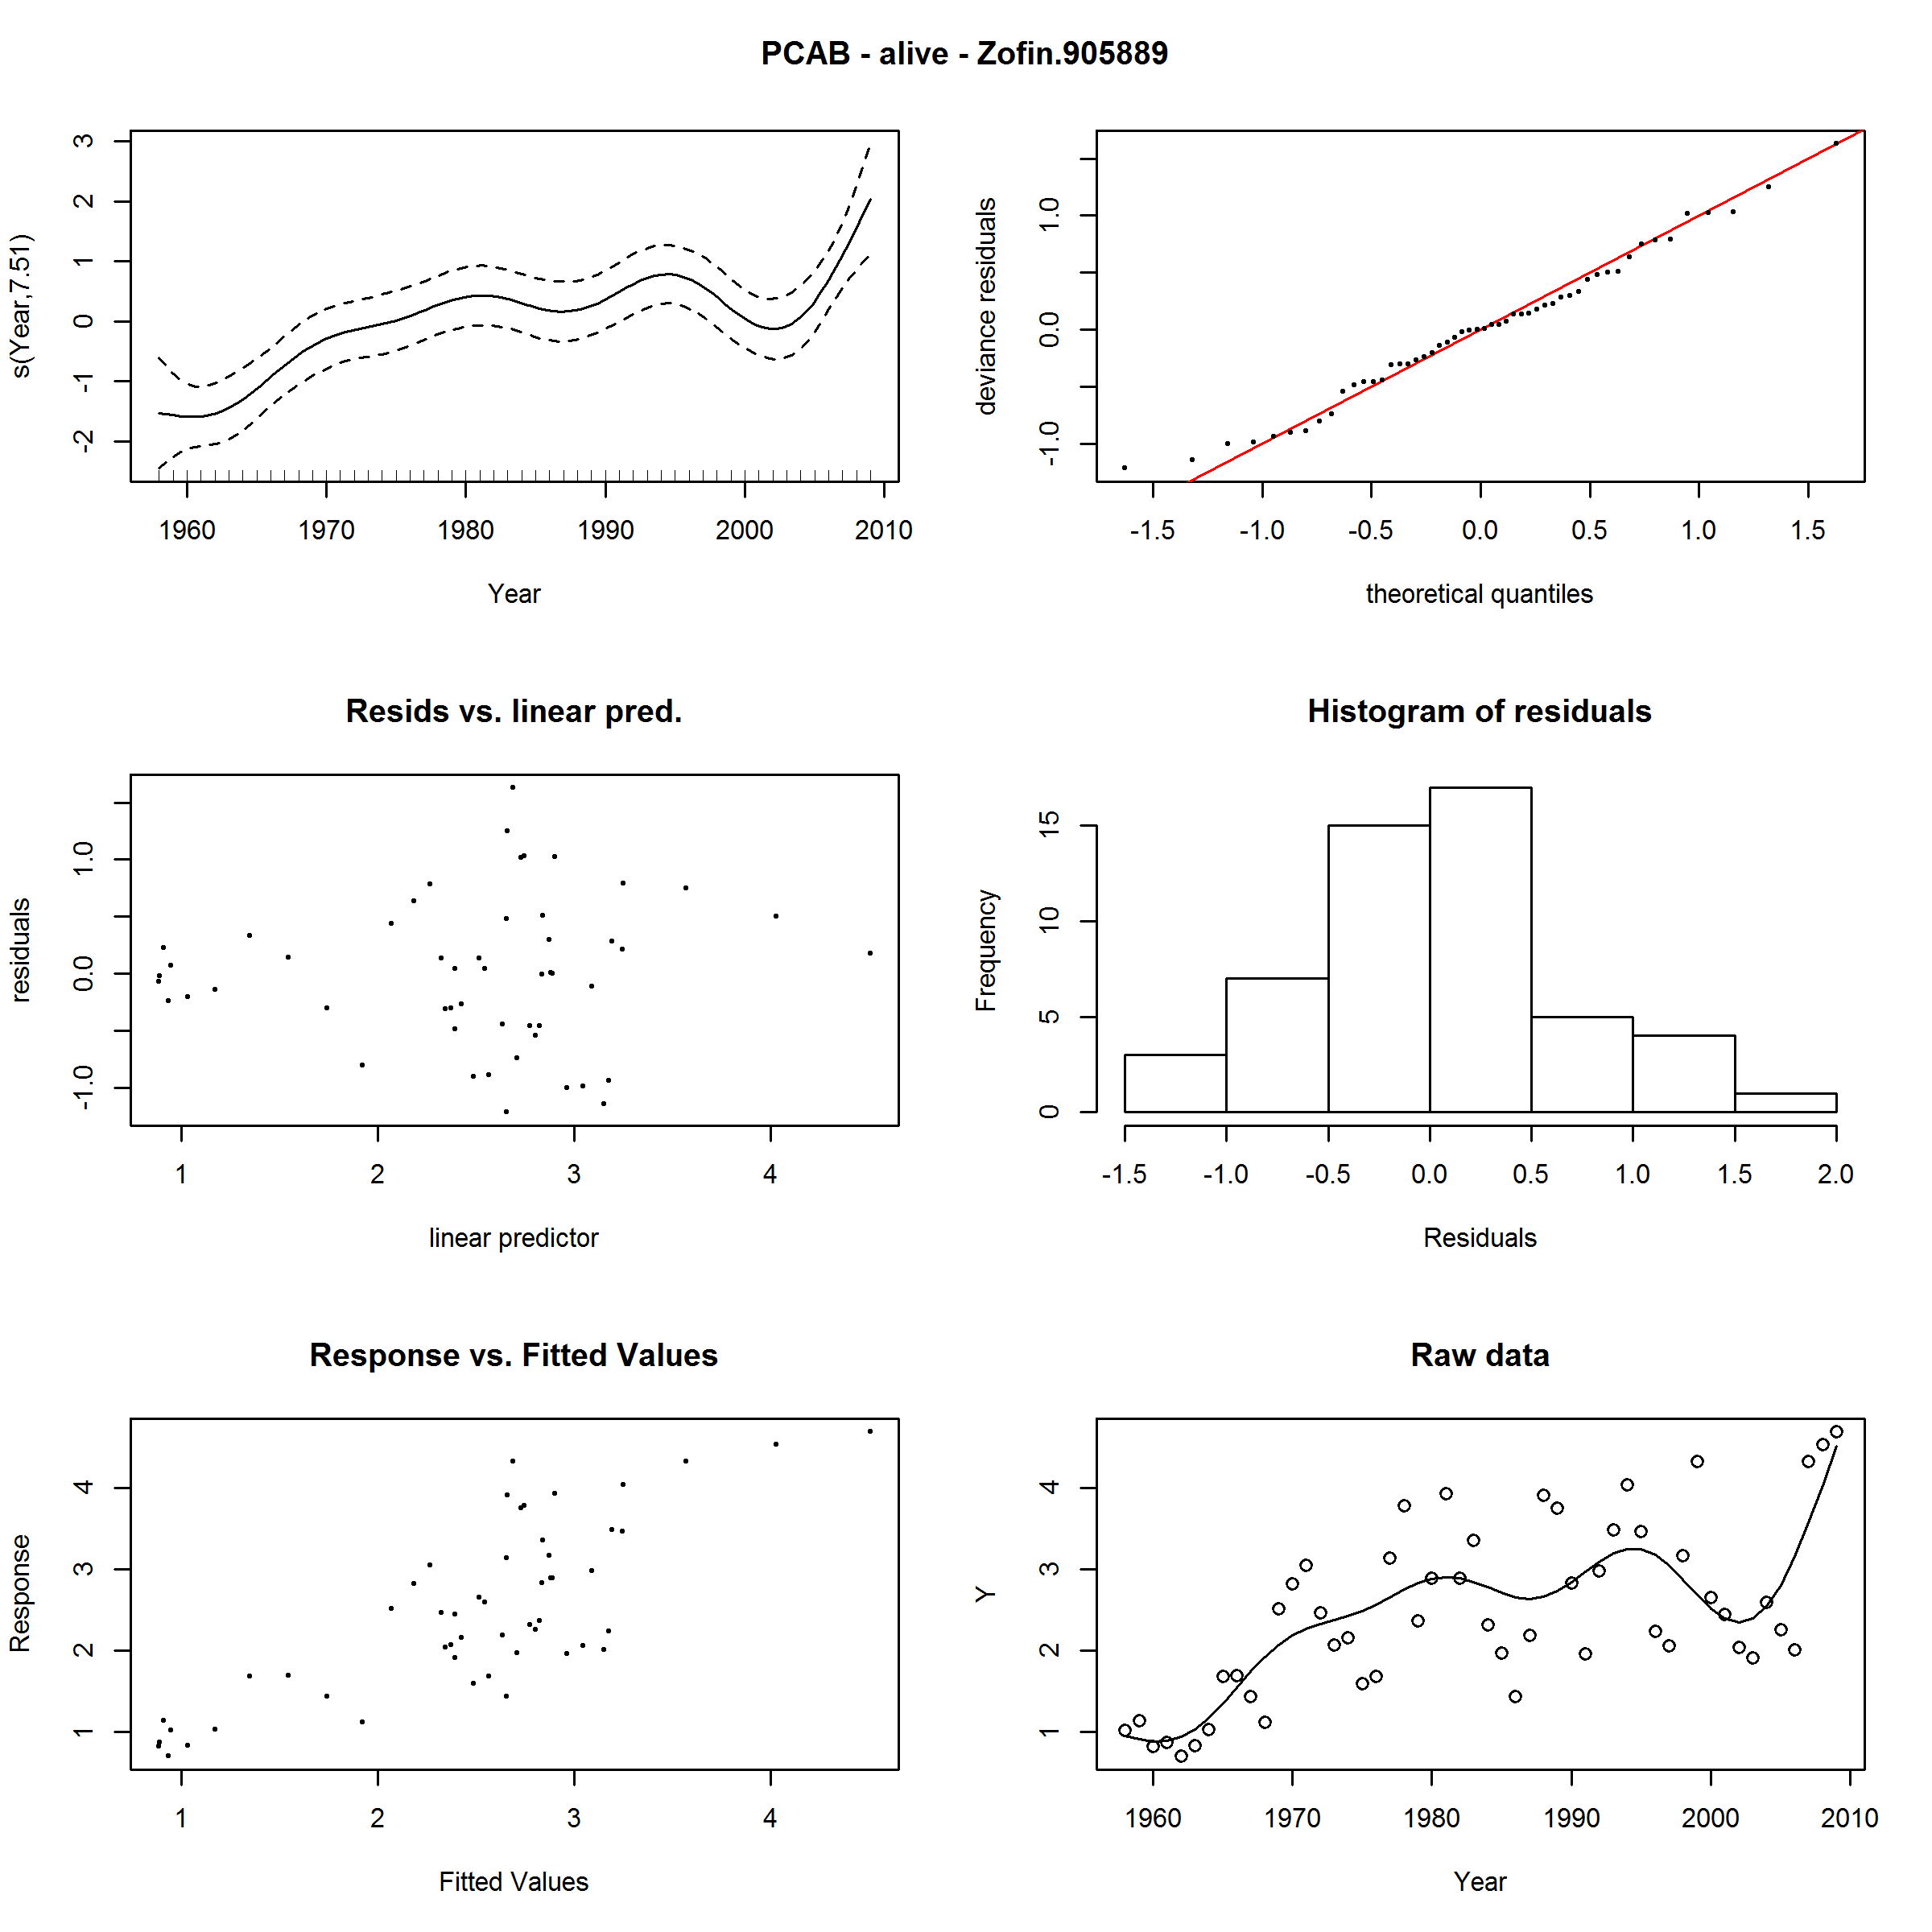 PCAB - alive - Zofin.905889
s(Year,7.51)
3
2
1
0
-1
-2
1960 1970 1980 1990 2000 2010
Year
deviance residuals
1.0
0.0
-1.0
-1.5 -1.0 -0.5 0.0 0.5 1.0 1.5
theoretical quantiles
Resids vs. linear pred.
residuals
1.0
0.0
-1.0
1 2 3 4
linear predictor
Histogram of residuals
Frequency
15
10
5
0
-1.5 -1.0 -0.5 0.0 0.5 1.0 1.5 2.0
Residuals
Response vs. Fitted Values
Response
4
3
2
1
1 2 3 4
Fitted Values
Raw data
Y
4
3
2
1
1960 1970 1980 1990 2000 2010
Year